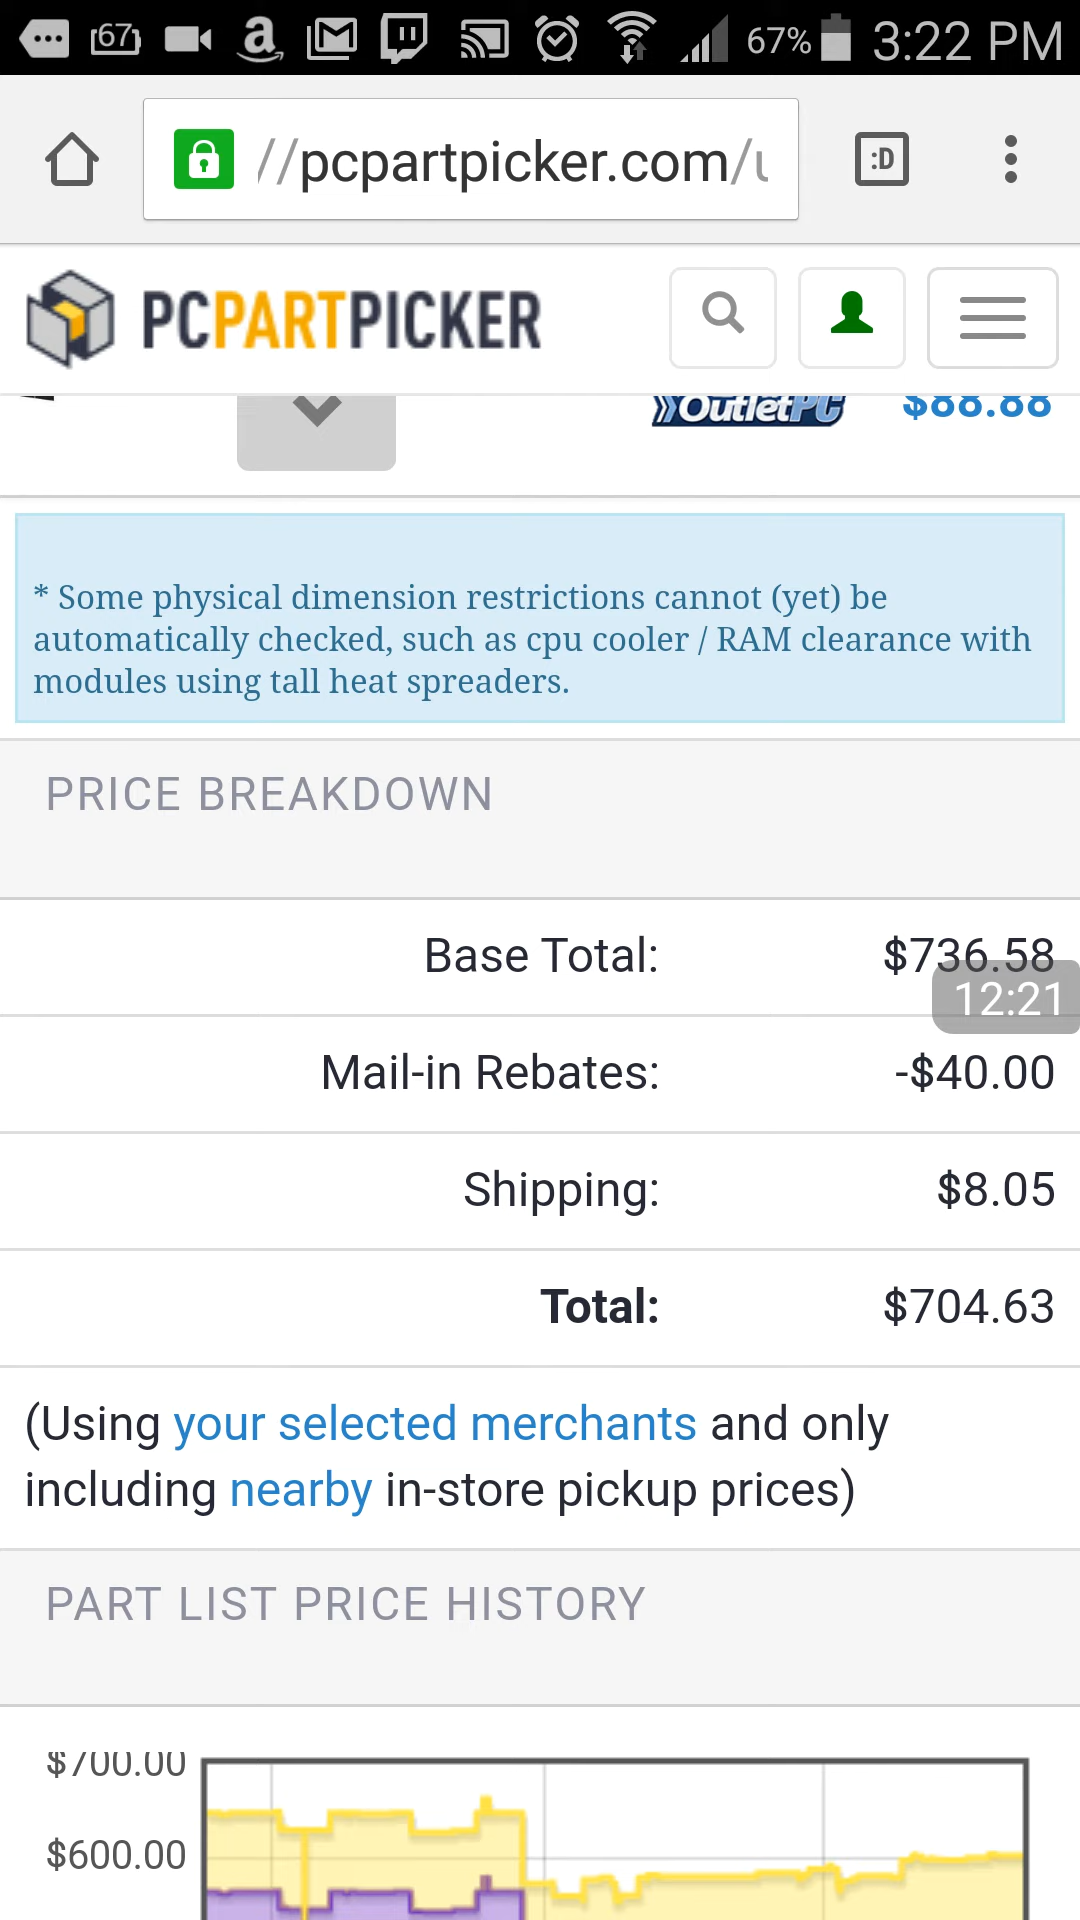 67 67% 3:22 PM
//pcpartpicker.com/u :D
PCPARTPICKER
OutletPC $88.88
* Some physical dimension restrictions cannot (yet) be
automatically checked, such as cpu cooler / RAM clearance with
modules using tall heat spreaders.
PRICE BREAKDOWN
Base Total: $736.58
12:21
Mail-in Rebates: -$40.00
Shipping: $8.05
Total: $704.63
(Using your selected merchants and only
including nearby in-store pickup prices)
PART LIST PRICE HISTORY
$700.00
$600.00